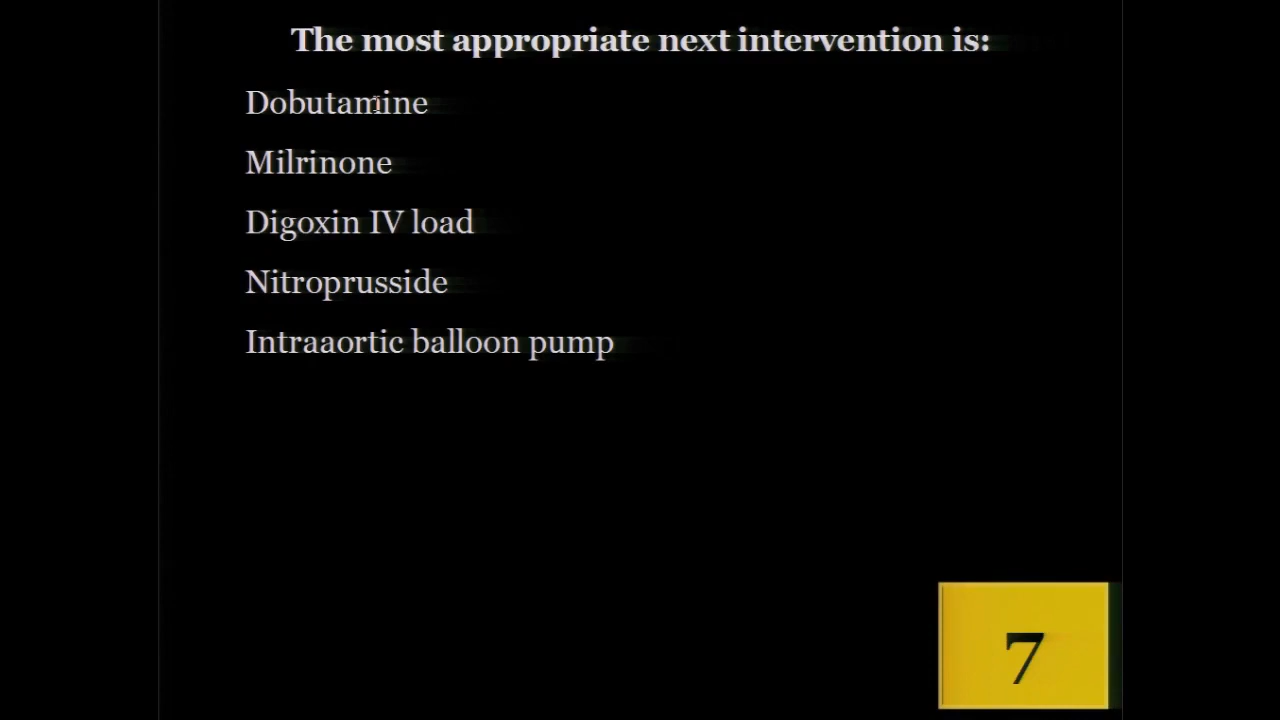 The most appropriate next intervention is:
Dobutamine
Milrinone
Digoxin IV load
Nitroprusside
Intraaortic balloon pump
7